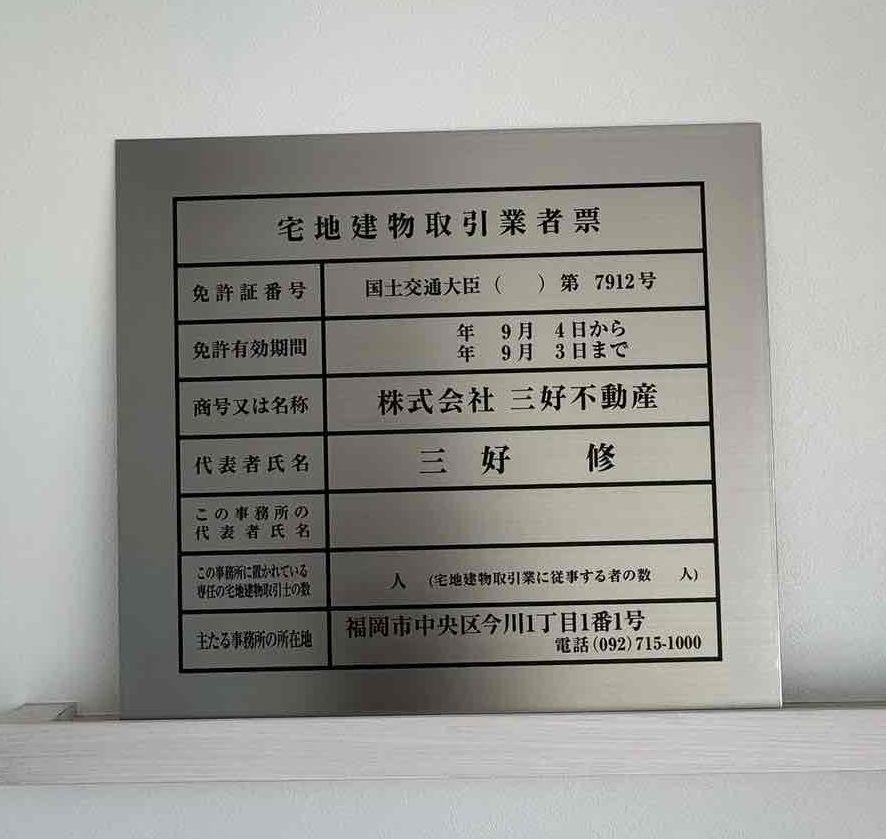 宅地建物取引業者票
免許証番号 国土交通大臣（ ）第 7912号
免許有効期間 年 9月 4日から
年 9月 3日まで
商号又は名称 株式会社 三好不動産
代表者氏名 三好 修
この事務所の
代表者氏名
この事務所に置かれている
専任の宅地建物取引士の数 人 (宅地建物取引業に従事する者の数 人)
主たる事務所の所在地 福岡市中央区今川1丁目1番1号
電話(092)715-1000